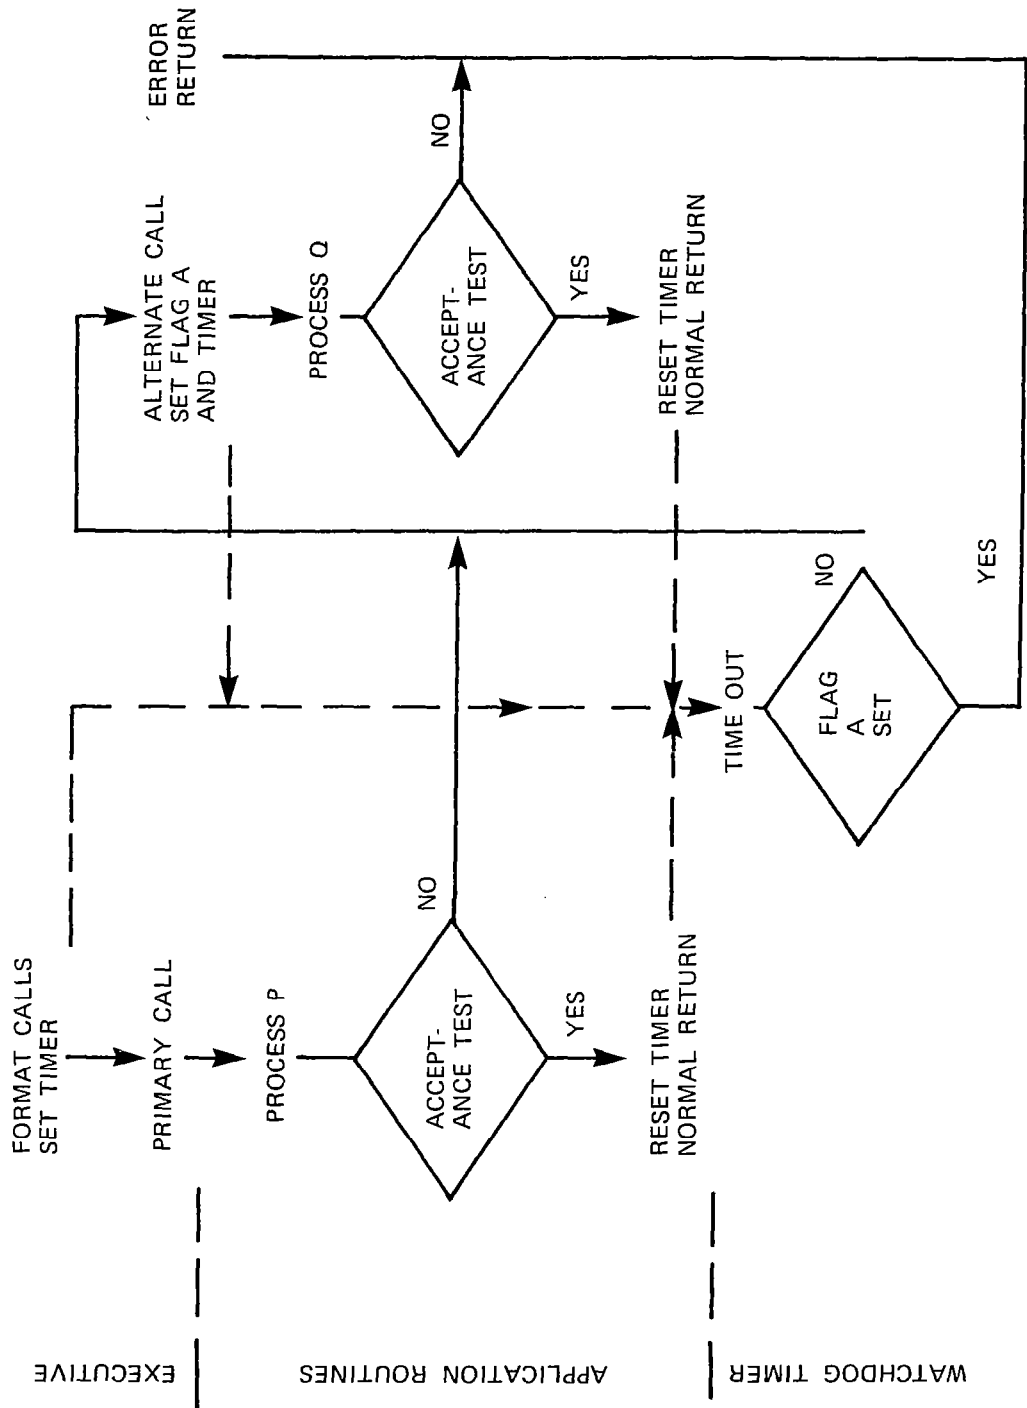 EXECUTIVE
FORMAT CALLS
SET TIMER
PRIMARY CALL
ALTERNATE CALL
SET FLAG A
AND TIMER
ERROR
RETURN
APPLICATION ROUTINES
PROCESS P
ACCEPT-
ANCE TEST
NO
YES
RESET TIMER
NORMAL RETURN
PROCESS Q
ACCEPT-
ANCE TEST
NO
YES
RESET TIMER
NORMAL RETURN
WATCHDOG TIMER
TIME OUT
FLAG
A
SET
NO
YES